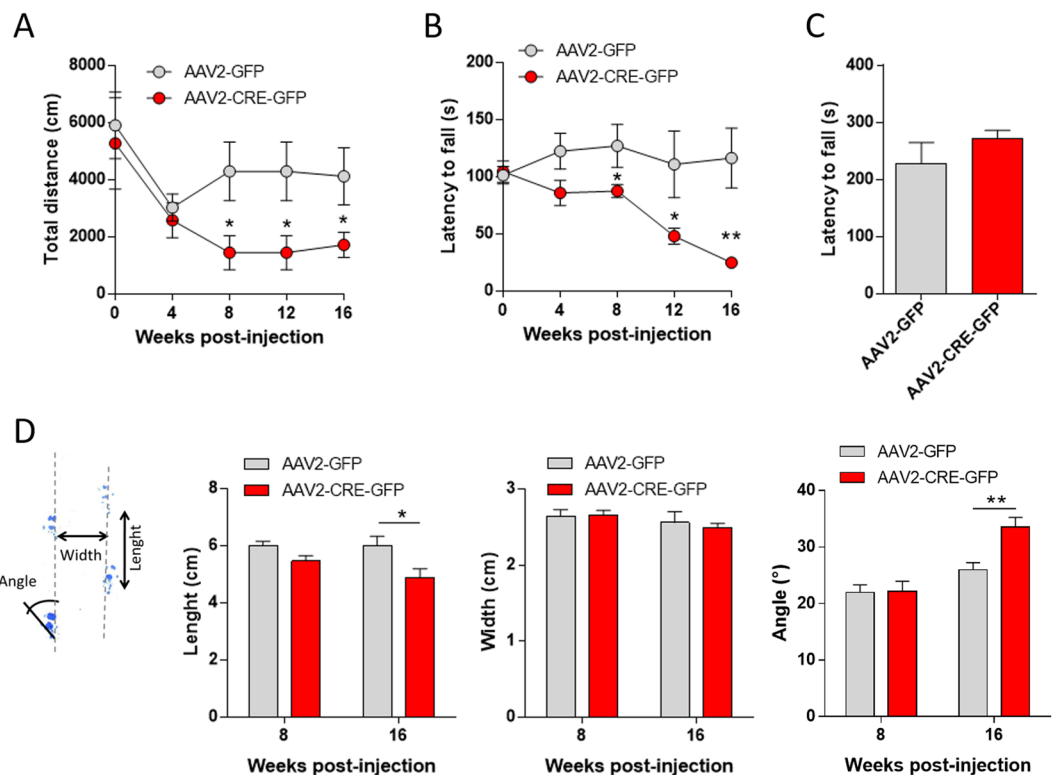 A
AAV2-GFP
AAV2-CRE-GFP
Total distance (cm)
8000
6000
4000
2000
0
* * *
0 4 8 12 16
Weeks post-injection
B
AAV2-GFP
AAV2-CRE-GFP
Latency to fall (s)
200
150
100
50
0
*
*
**
0 4 8 12 16
Weeks post-injection
C
Latency to fall (s)
400
300
200
100
0
AAV2-GFP
AAV2-CRE-GFP
D
Width
Lenght
Angle
AAV2-GFP
AAV2-CRE-GFP
Lenght (cm)
8
6
4
2
0
*
8 16
Weeks post-injection
AAV2-GFP
AAV2-CRE-GFP
Width (cm)
3
2
1
0
8 16
Weeks post-injection
AAV2-GFP
AAV2-CRE-GFP
Angle (°)
40
30
20
10
0
**
8 16
Weeks post-injection